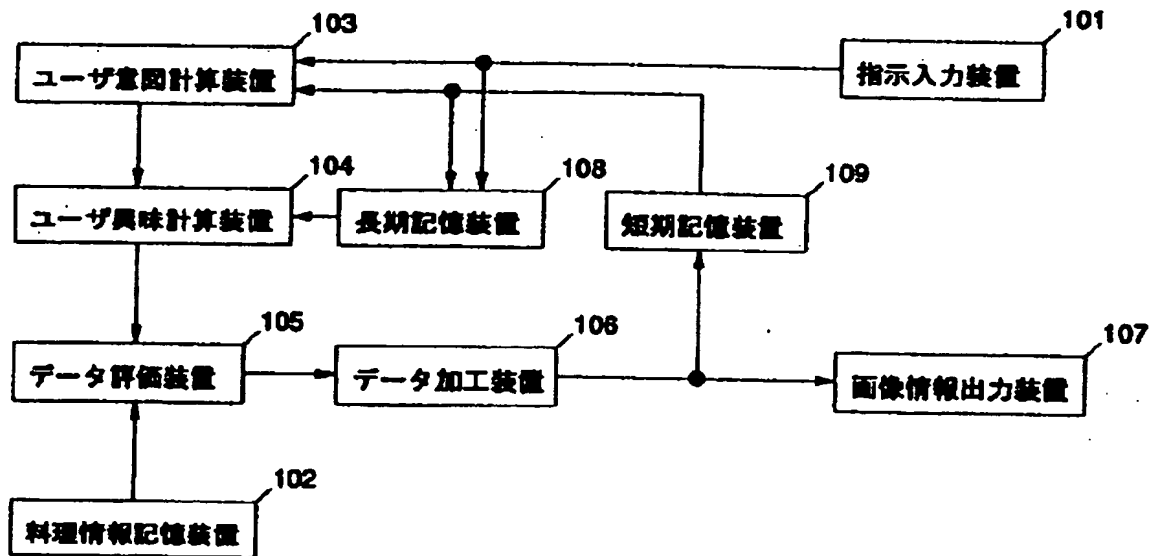 103
ユーザ意図計算装置
101
指示入力装置
104
ユーザ興味計算装置
108
長期記憶装置
109
短期記憶装置
105
データ評価装置
106
データ加工装置
107
画像情報出力装置
102
料理情報記憶装置